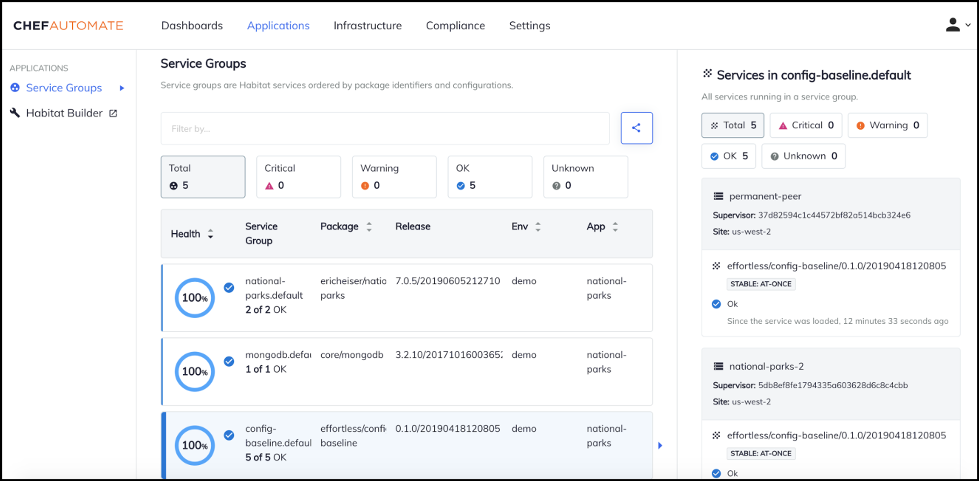 CHEFAUTOMATE
Dashboards
Applications
Infrastructure
Compliance
Settings
APPLICATIONS
Service Groups
Habitat Builder
Service Groups
Service groups are Habitat services ordered by package identifiers and configurations.
Filter by...
Total
5
Critical
0
Warning
0
OK
5
Unknown
0
Health
Service
Group
Package
Release
Env
App
100%
national-
parks.default
2 of 2 OK
ericheiser/natio
parks
7.0.5/20190605212710
demo
national-
parks
100%
mongodb.defau
1 of 1 OK
core/mongodb
3.2.10/20171016003652
demo
national-
parks
100%
config-
baseline.default
5 of 5 OK
effortless/confi
baseline
0.1.0/20190418120805
demo
national-
parks
Services in config-baseline.default
All services running in a service group.
Total 5
Critical 0
Warning 0
OK 5
Unknown 0
permanent-peer
Supervisor: 37d82594c1c44572bf82a514bcb324e6
Site: us-west-2
effortless/config-baseline/0.1.0/20190418120805
STABLE: AT-ONCE
Ok
Since the service was loaded, 12 minutes 33 seconds ago
national-parks-2
Supervisor: 5db8ef8fe1794335a603628d6c8c4cbb
Site: us-west-2
effortless/config-baseline/0.1.0/20190418120805
STABLE: AT-ONCE
Ok